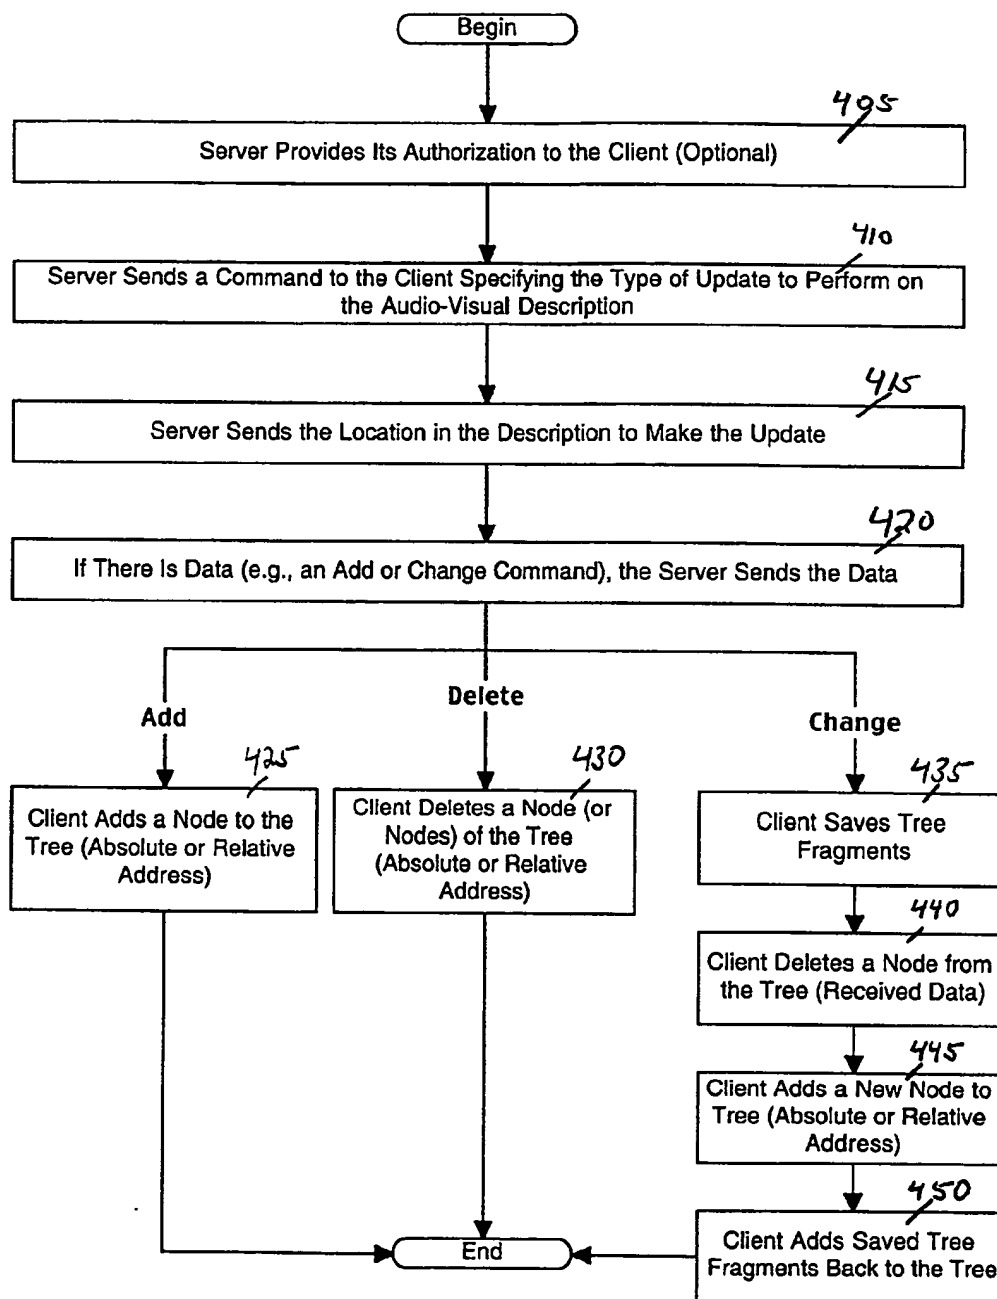 Begin
405
Server Provides Its Authorization to the Client (Optional)
410
Server Sends a Command to the Client Specifying the Type of Update to Perform on
the Audio-Visual Description
415
Server Sends the Location in the Description to Make the Update
420
If There Is Data (e.g., an Add or Change Command), the Server Sends the Data
Add
Delete
Change
425
Client Adds a Node to the
Tree (Absolute or Relative
Address)
430
Client Deletes a Node (or
Nodes) of the Tree
(Absolute or Relative
Address)
435
Client Saves Tree
Fragments
440
Client Deletes a Node from
the Tree (Received Data)
445
Client Adds a New Node to
Tree (Absolute or Relative
Address)
450
Client Adds Saved Tree
Fragments Back to the Tree
End